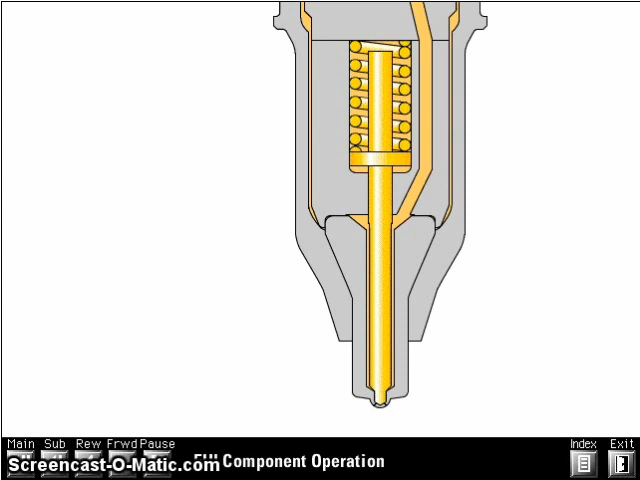 Main Sub Rew Frwd Pause Index Exit
Screencast-O-Matic.com Component Operation